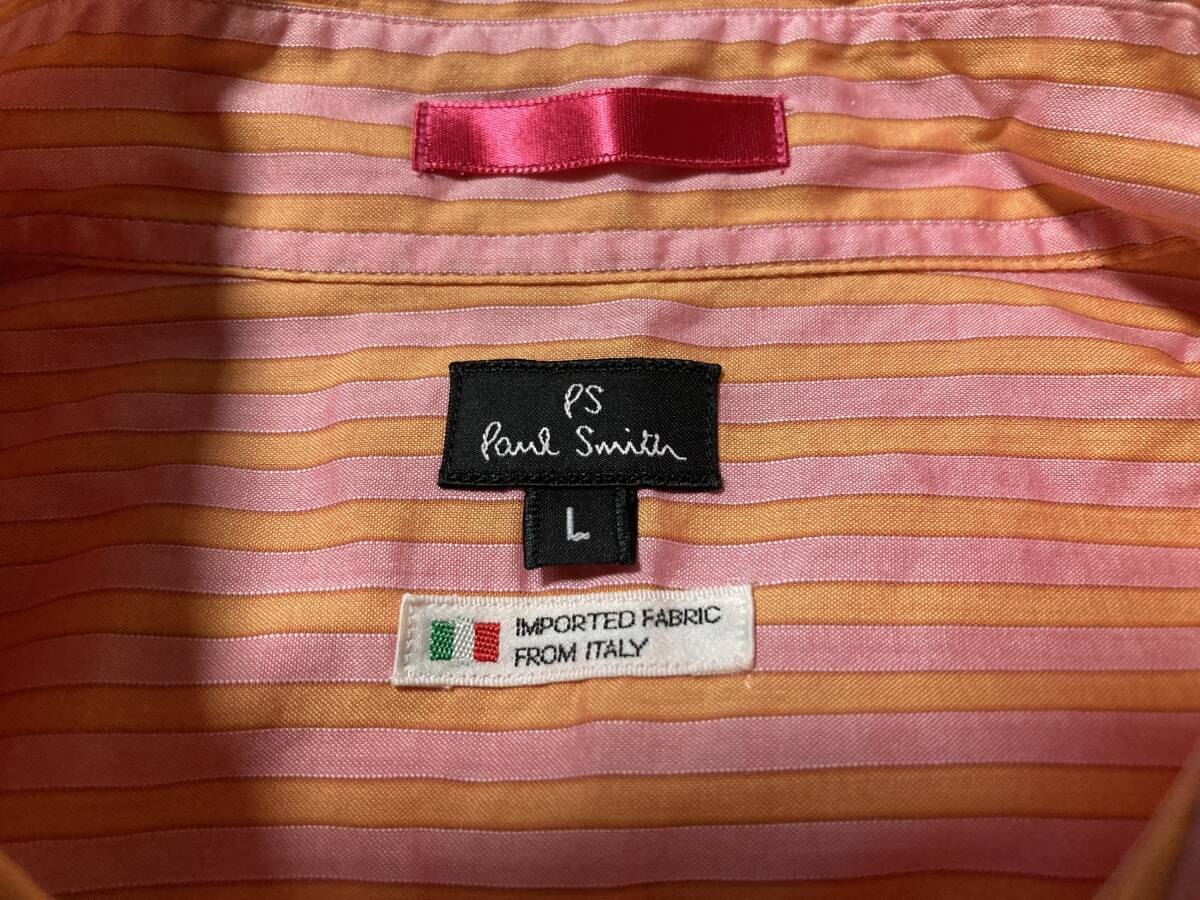 PS
Paul Smith
L
IMPORTED FABRIC
FROM ITALY